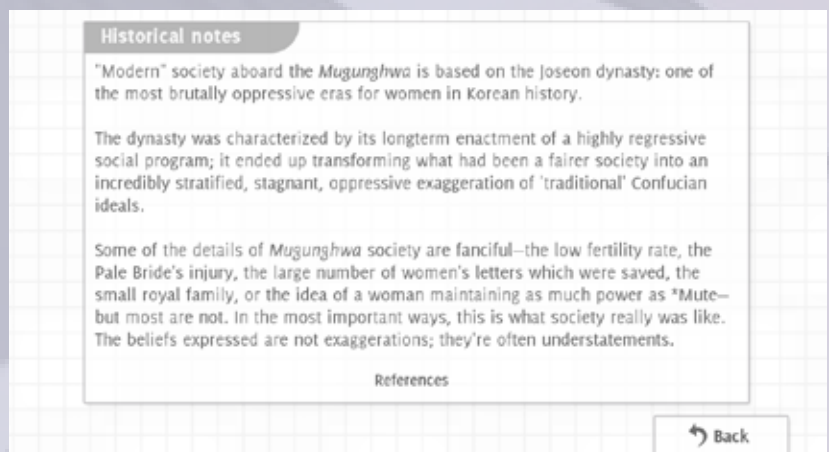 Historical notes
"Modern" society aboard the Mugunghwa is based on the Joseon dynasty: one of
the most brutally oppressive eras for women in Korean history.
The dynasty was characterized by its longterm enactment of a highly regressive
social program; it ended up transforming what had been a fairer society into an
incredibly stratified, stagnant, oppressive exaggeration of 'traditional' Confucian
ideals.
Some of the details of Mugunghwa society are fanciful—the low fertility rate, the
Pale Bride's injury, the large number of women's letters which were saved, the
small royal family, or the idea of a woman maintaining as much power as *Mute—
but most are not. In the most important ways, this is what society really was like.
The beliefs expressed are not exaggerations; they're often understatements.
References
Back